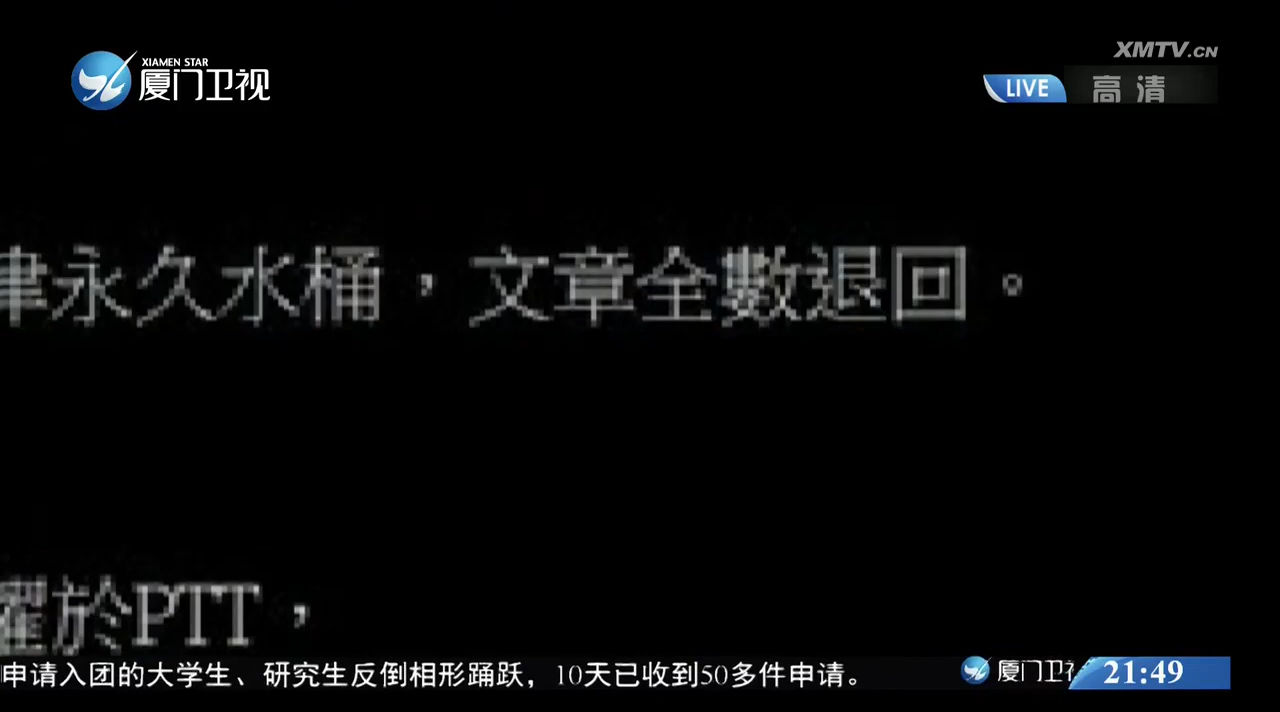 XMTV.CN
XIAMEN STAR
厦门卫视
LIVE
高清
永久水桶，文章全數退回。
於PTT，
申请入团的大学生、研究生反倒相形踊跃，10天已收到50多件申请。
厦门卫
21:49